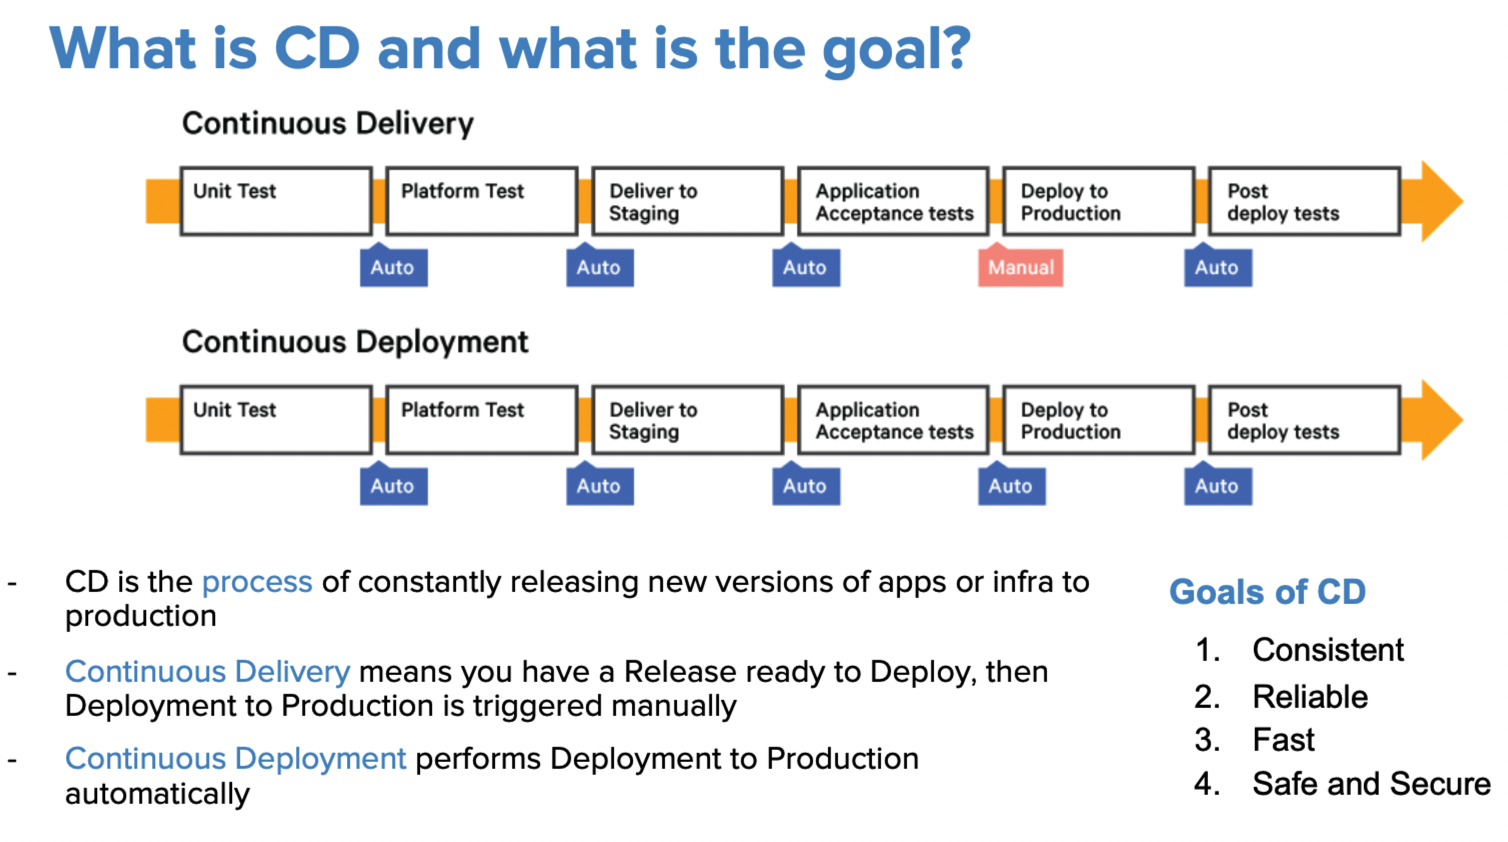 What is CD and what is the goal?
Continuous Delivery
Unit Test
Platform Test
Deliver to
Staging
Application
Acceptance tests
Deploy to
Production
Post
deploy tests
Auto
Auto
Auto
Manual
Auto
Continuous Deployment
Unit Test
Platform Test
Deliver to
Staging
Application
Acceptance tests
Deploy to
Production
Post
deploy tests
Auto
Auto
Auto
Auto
Auto
- CD is the process of constantly releasing new versions of apps or infra to
production
- Continuous Delivery means you have a Release ready to Deploy, then
Deployment to Production is triggered manually
- Continuous Deployment performs Deployment to Production
automatically
Goals of CD
1. Consistent
2. Reliable
3. Fast
4. Safe and Secure